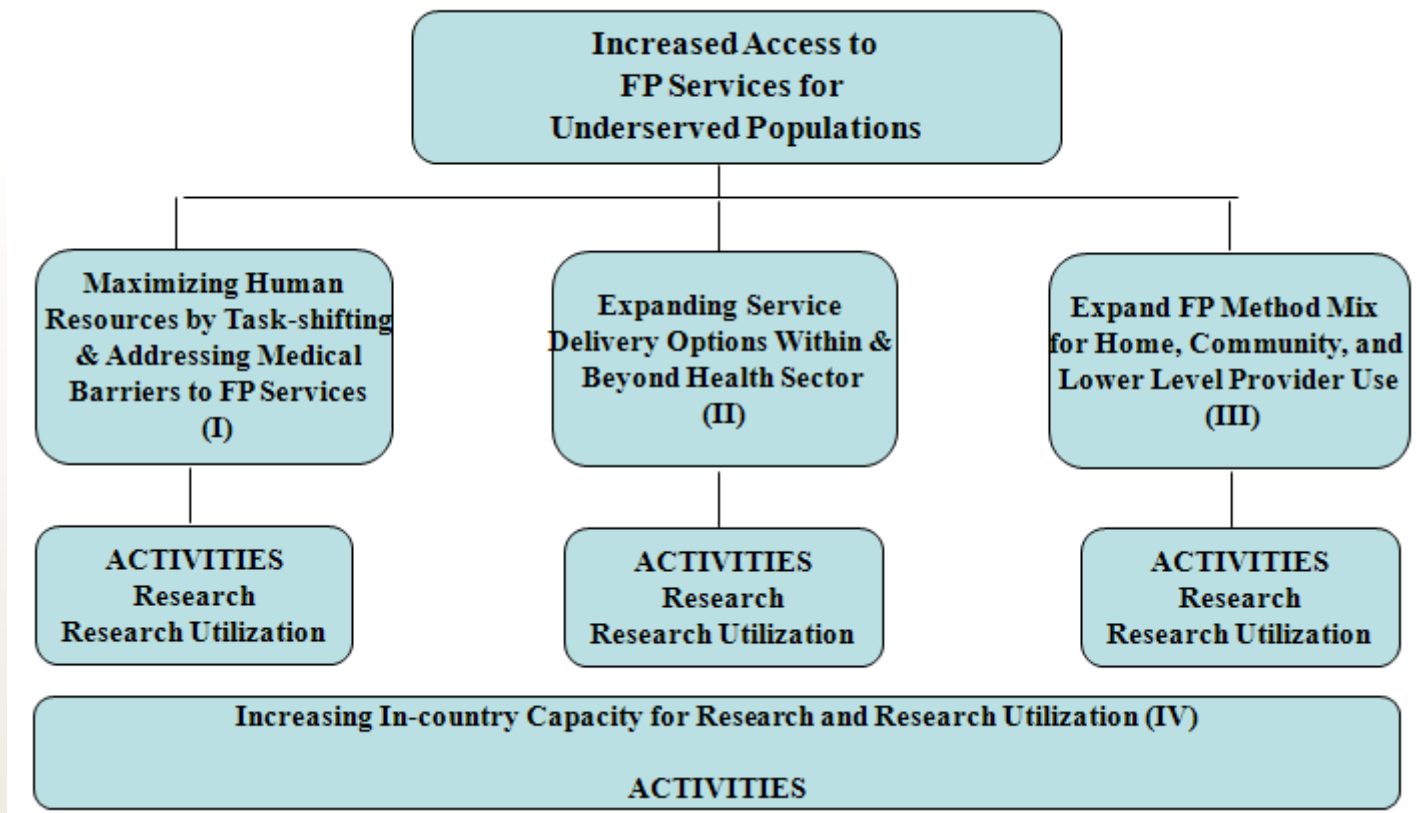 Increased Access to
FP Services for
Underserved Populations
Maximizing Human
Resources by Task-shifting
& Addressing Medical
Barriers to FP Services
(I)
Expanding Service
Delivery Options Within &
Beyond Health Sector
(II)
Expand FP Method Mix
for Home, Community, and
Lower Level Provider Use
(III)
ACTIVITIES
Research
Research Utilization
ACTIVITIES
Research
Research Utilization
ACTIVITIES
Research
Research Utilization
Increasing In-country Capacity for Research and Research Utilization (IV)
ACTIVITIES